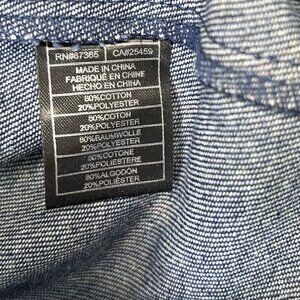 RN#87365 CA#25459
MADE IN CHINA
FABRIQUÉ EN CHINE
HECHO EN CHINA
80%COTTON
20%POLYESTER
80%COTON
20%POLYESTER
80%BAUMWOLLE
20%POLYESTER
80%COTONE
20%POLIESTERE
80%ALGODÓN
20%POLIÉSTER